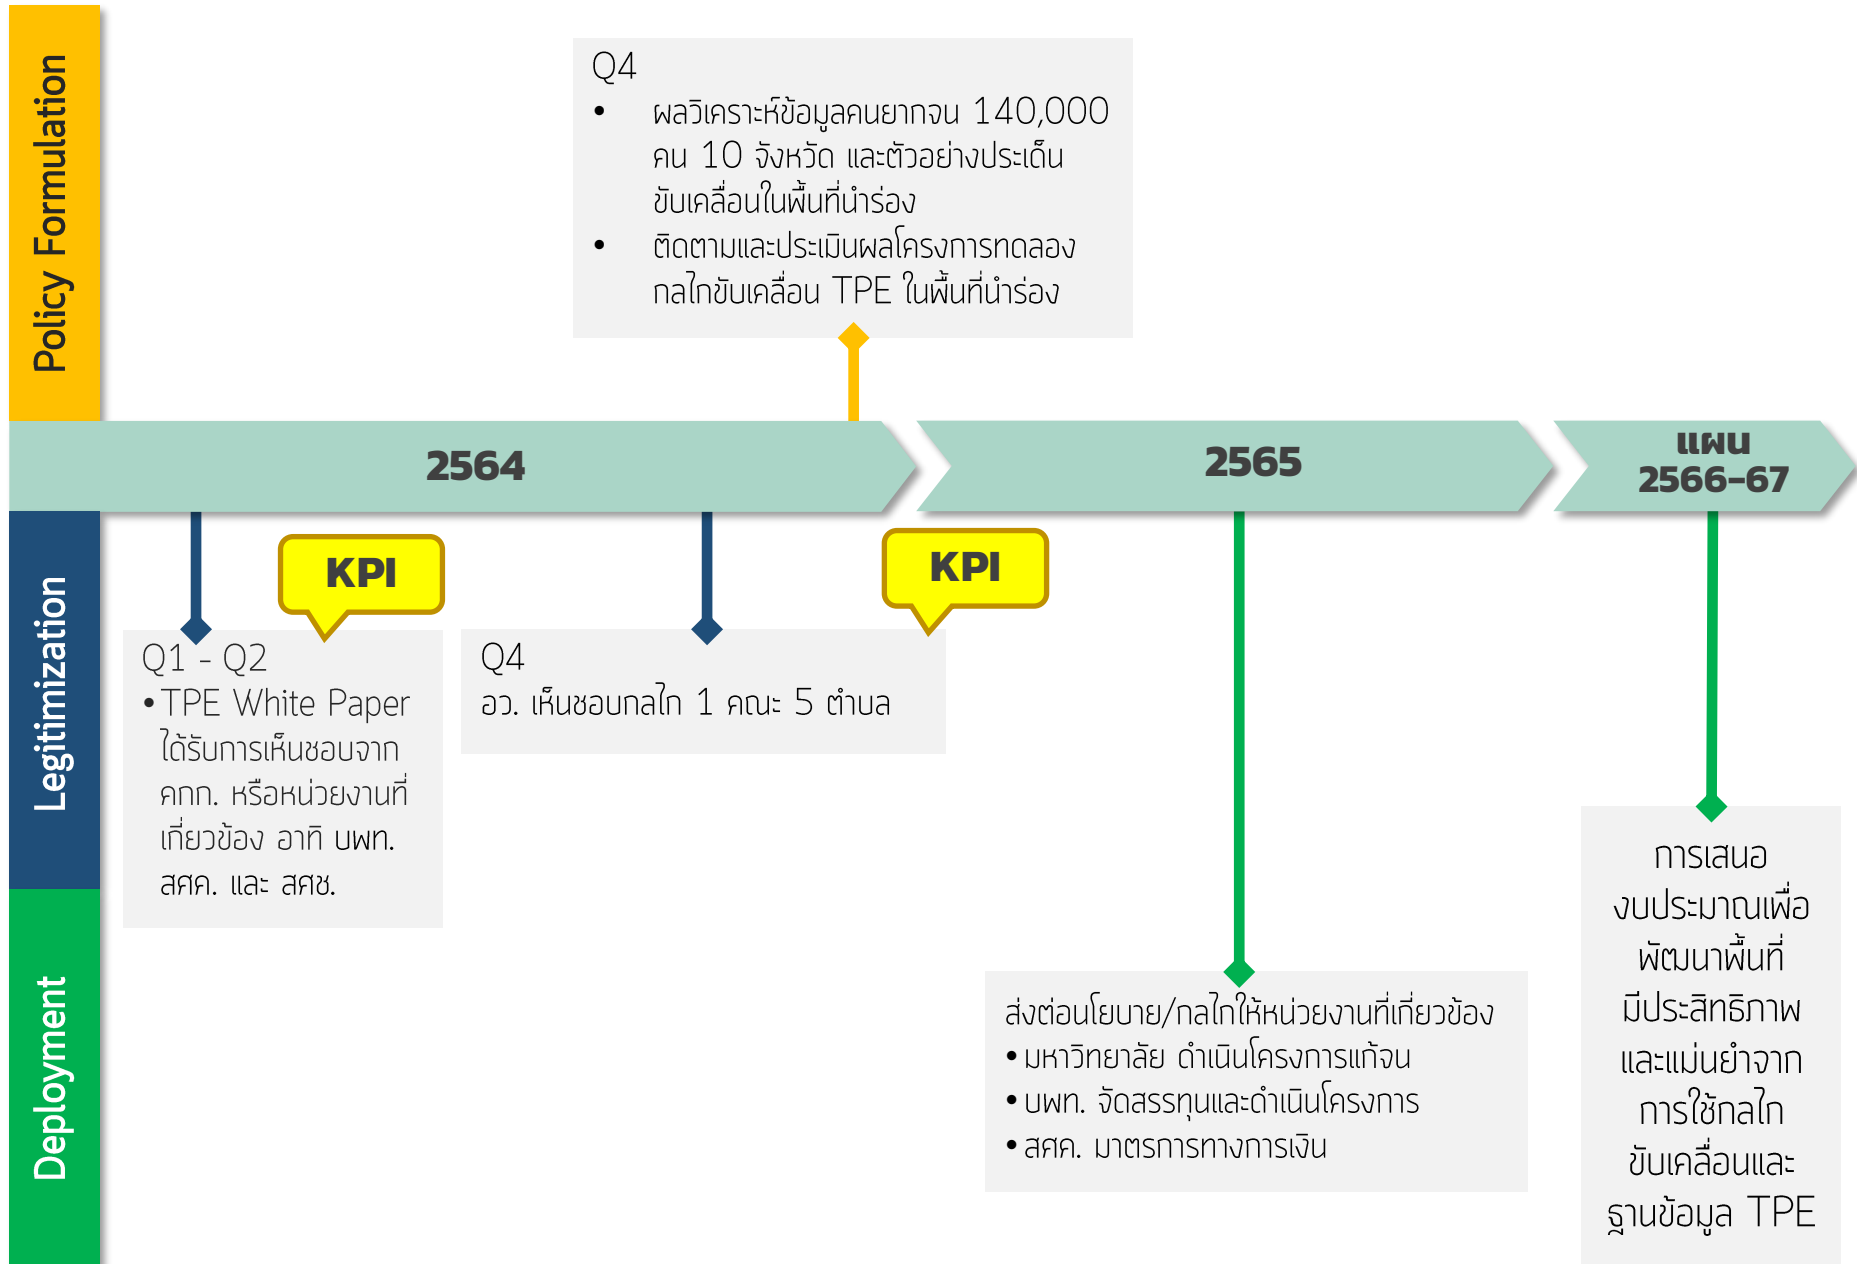 Policy Formulation
Q4
• ผลวิเคราะห์ข้อมูลคนยากจน 140,000
คน 10 จังหวัด และตัวอย่างประเด็น
ขับเคลื่อนในพื้นที่นำร่อง
• ติดตามและประเมินผลโครงการทดลอง
กลไกขับเคลื่อน TPE ในพื้นที่นำร่อง
2564
2565
แผน
2566-67
Legitimization
KPI
Q1 - Q2
• TPE White Paper
ได้รับการเห็นชอบจาก
คกก. หรือหน่วยงานที่
เกี่ยวข้อง อาทิ บพท.
สศค. และ สศช.
KPI
Q4
อว. เห็นชอบกลไก 1 คณะ 5 ตำบล
Deployment
ส่งต่อนโยบาย/กลไกให้หน่วยงานที่เกี่ยวข้อง
• มหาวิทยาลัย ดำเนินโครงการแก้จน
• บพท. จัดสรรทุนและดำเนินโครงการ
• สศค. มาตรการทางการเงิน
การเสนอ
งบประมาณเพื่อ
พัฒนาพื้นที่
มีประสิทธิภาพ
และแม่นยำจาก
การใช้กลไก
ขับเคลื่อนและ
ฐานข้อมูล TPE